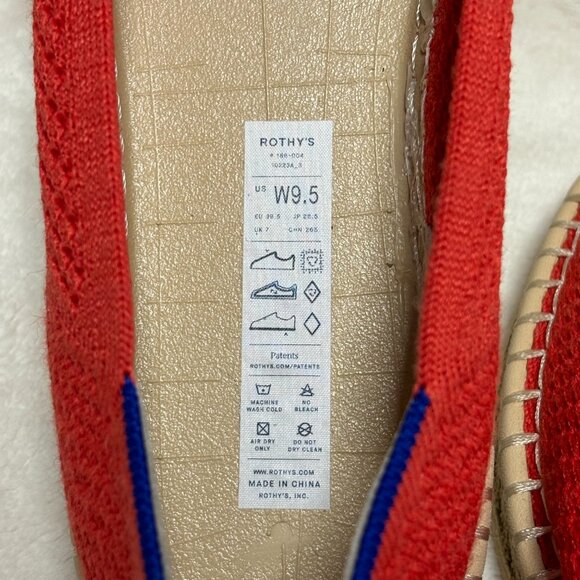 ROTHY'S
# 188-004
US W9.5
EU 39.5 JP 26.5
UK 7 CHN 265
Patents
ROTHYS.COM/PATENTS
MACHINE WASH COLD
NO BLEACH
AIR DRY ONLY
DO NOT DRY CLEAN
WWW.ROTHYS.COM
MADE IN CHINA
ROTHY'S, INC.